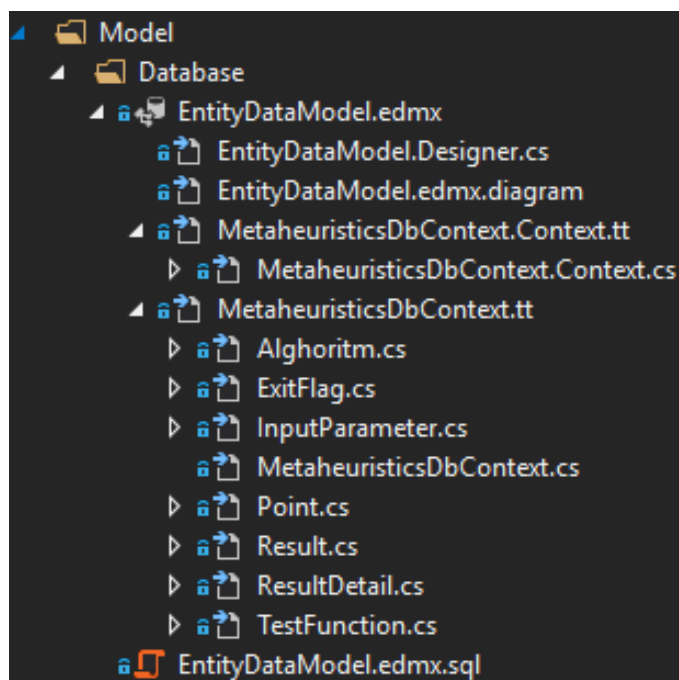 Model
Database
EntityDataModel.edmx
EntityDataModel.Designer.cs
EntityDataModel.edmx.diagram
MetaheuristicsDbContext.Context.tt
MetaheuristicsDbContext.Context.cs
MetaheuristicsDbContext.tt
Alghoritm.cs
ExitFlag.cs
InputParameter.cs
MetaheuristicsDbContext.cs
Point.cs
Result.cs
ResultDetail.cs
TestFunction.cs
EntityDataModel.edmx.sql